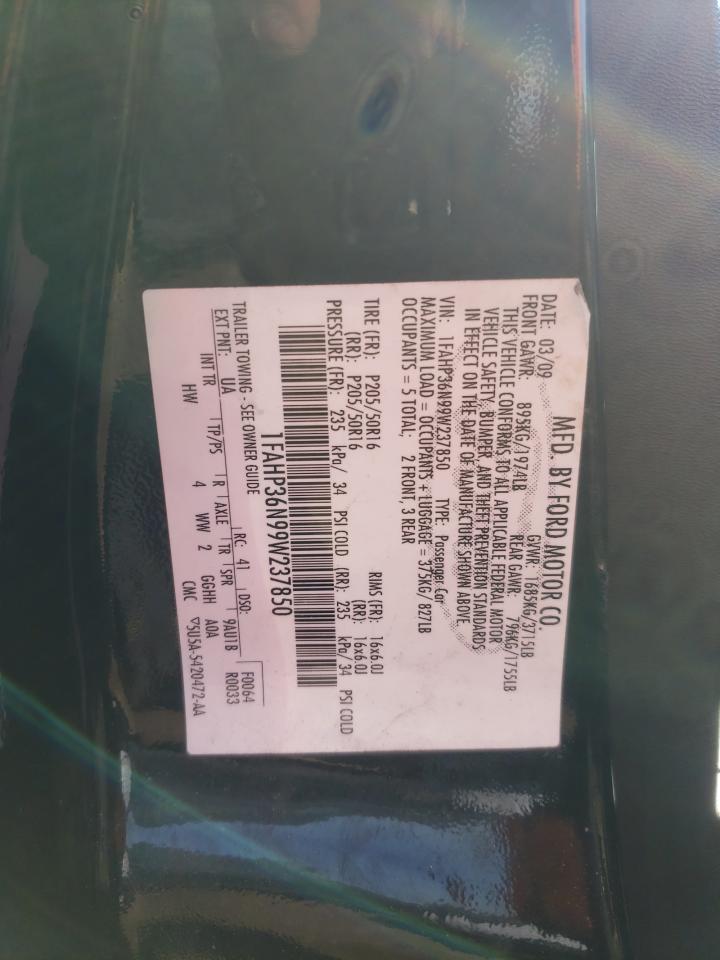 MFD. BY FORD MOTOR CO.
DATE: 03/09 GVWR: 1685KG/3715LB
FRONT GAWR: 895KG/1974LB REAR GAWR: 796KG/1755LB
THIS VEHICLE CONFORMS TO ALL APPLICABLE FEDERAL MOTOR
VEHICLE SAFETY, BUMPER, AND THEFT PREVENTION STANDARDS
IN EFFECT ON THE DATE OF MANUFACTURE SHOWN ABOVE.
VIN: 1FAHP36N99W237850 TYPE: Passenger Car
MAXIMUM LOAD = OCCUPANTS + LUGGAGE = 375KG/ 827LB
OCCUPANTS = 5 TOTAL; 2 FRONT, 3 REAR
TIRE (FR): P205/50R16 RIMS (FR): 16x6.0J
(RR): P205/50R16 (RR): 16x6.0J
PRESSURE (FR): 235 kPa/ 34 PSI COLD (RR): 235 kPa/34 PSI COLD
1FAHP36N99W237850
TRAILER TOWING - SEE OWNER GUIDE
F0064
EXT PNT: UA RC: 41 DSO: R0033
INT TR TP/PS R AXLE TR SPR 9AU1B
HW 4 WW 2 GGHH A0A
CMC ▽5U5A-5420472-AA